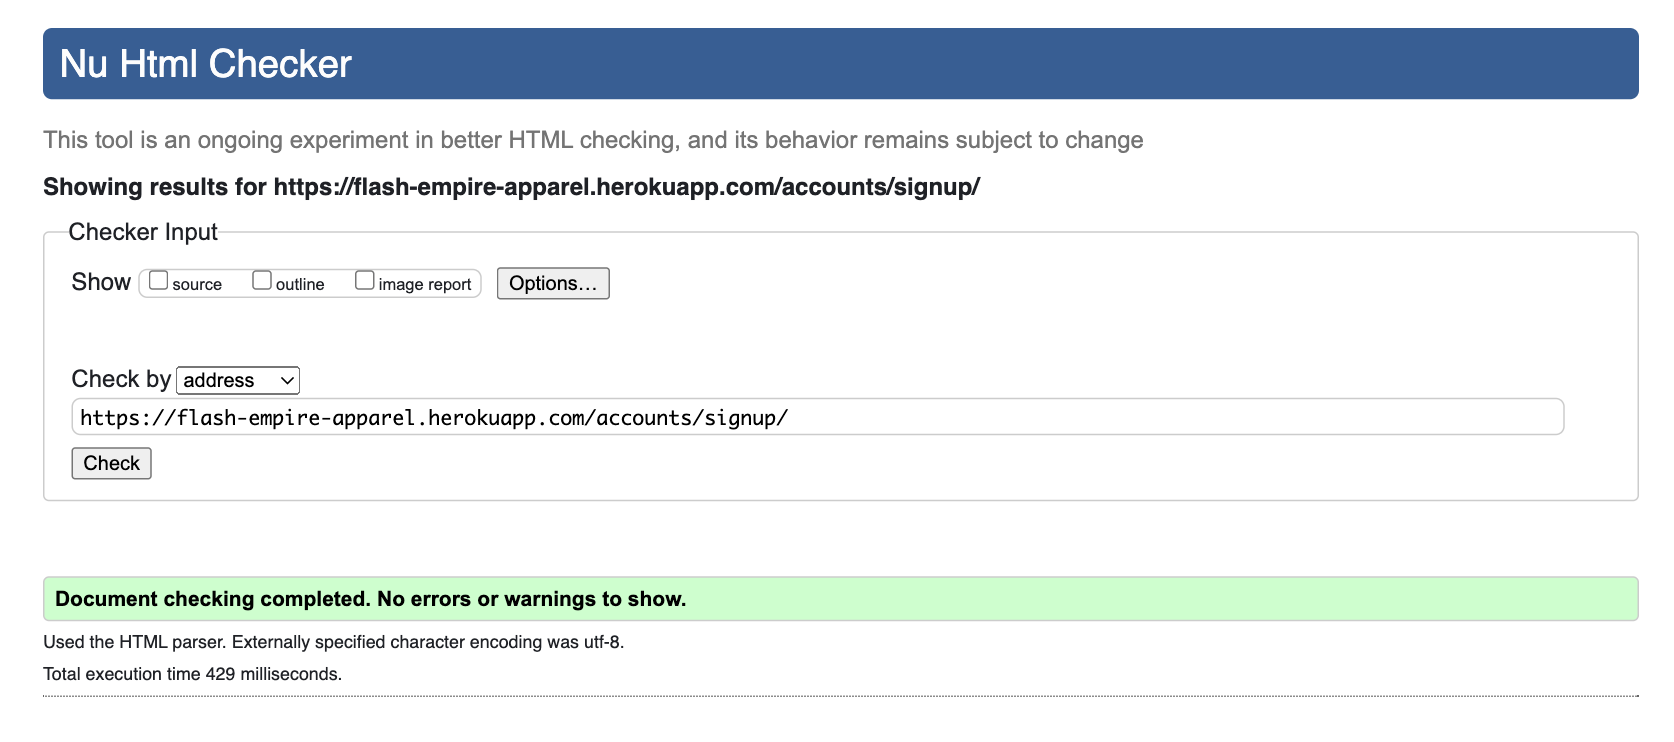 Nu Html Checker
This tool is an ongoing experiment in better HTML checking, and its behavior remains subject to change
Showing results for https://flash-empire-apparel.herokuapp.com/accounts/signup/
Checker Input
Show source outline image report Options...
Check by address
https://flash-empire-apparel.herokuapp.com/accounts/signup/
Check
Document checking completed. No errors or warnings to show.
Used the HTML parser. Externally specified character encoding was utf-8.
Total execution time 429 milliseconds.